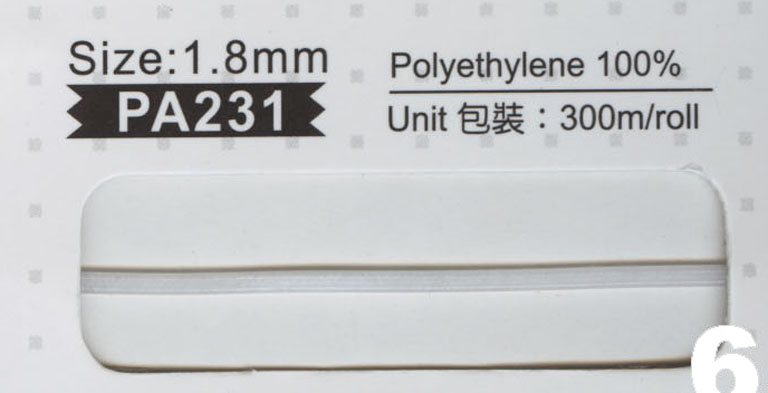 Size:1.8mm
PA231
Polyethylene 100%
Unit 包裝：300m/roll
6